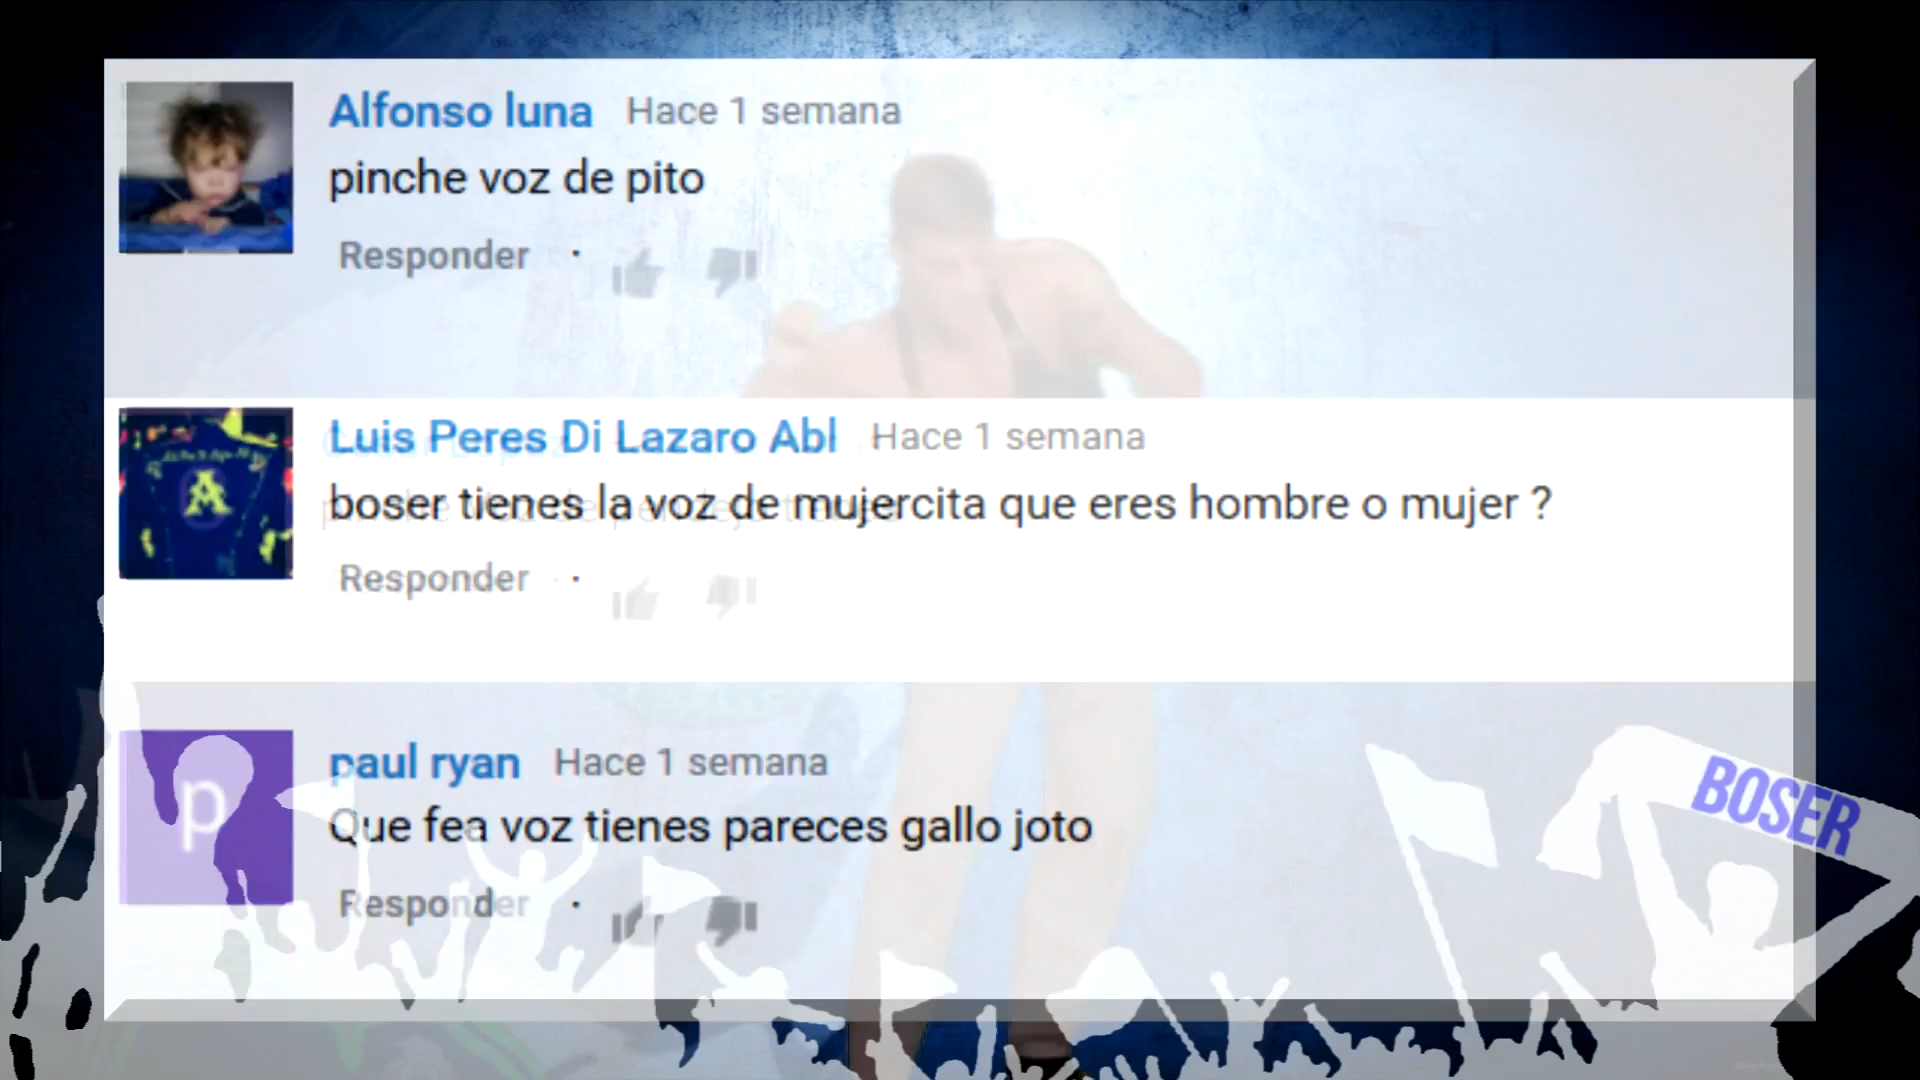 Alfonso luna Hace 1 semana
pinche voz de pito
Responder ·
Luis Peres Di Lazaro Abl Hace 1 semana
boser tienes la voz de mujercita que eres hombre o mujer ?
Responder ·
p
paul ryan Hace 1 semana
Que fea voz tienes pareces gallo joto
Responder ·
BOSER